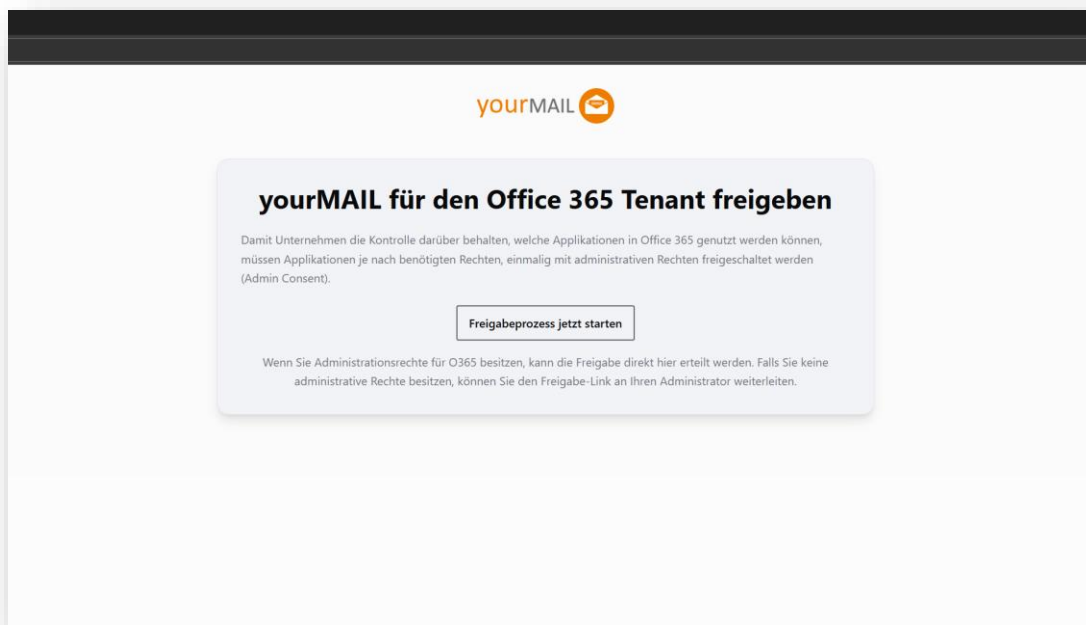 yourMAIL
yourMAIL für den Office 365 Tenant freigeben
Damit Unternehmen die Kontrolle darüber behalten, welche Applikationen in Office 365 genutzt werden können,
müssen Applikationen je nach benötigten Rechten, einmalig mit administrativen Rechten freigeschaltet werden
(Admin Consent).
Freigabeprozess jetzt starten
Wenn Sie Administrationsrechte für O365 besitzen, kann die Freigabe direkt hier erteilt werden. Falls Sie keine
administrative Rechte besitzen, können Sie den Freigabe-Link an Ihren Administrator weiterleiten.